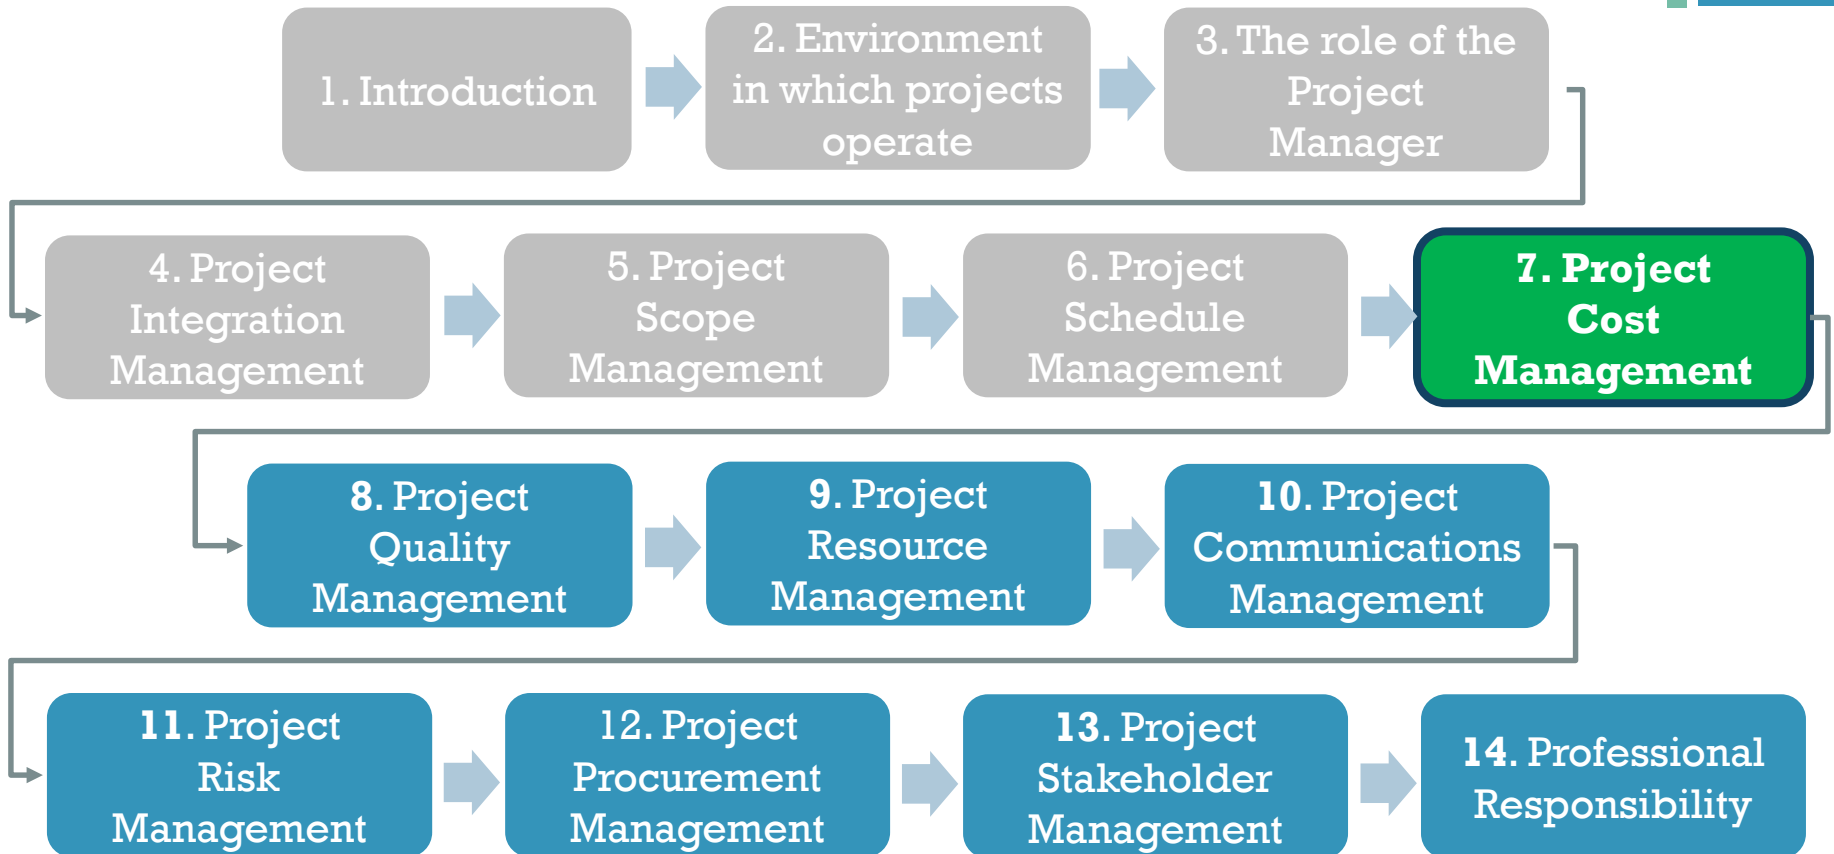 1. Introduction
2. Environment
in which projects
operate
3. The role of the
Project
Manager
4. Project
Integration
Management
5. Project
Scope
Management
6. Project
Schedule
Management
7. Project
Cost
Management
8. Project
Quality
Management
9. Project
Resource
Management
10. Project
Communications
Management
11. Project
Risk
Management
12. Project
Procurement
Management
13. Project
Stakeholder
Management
14. Professional
Responsibility